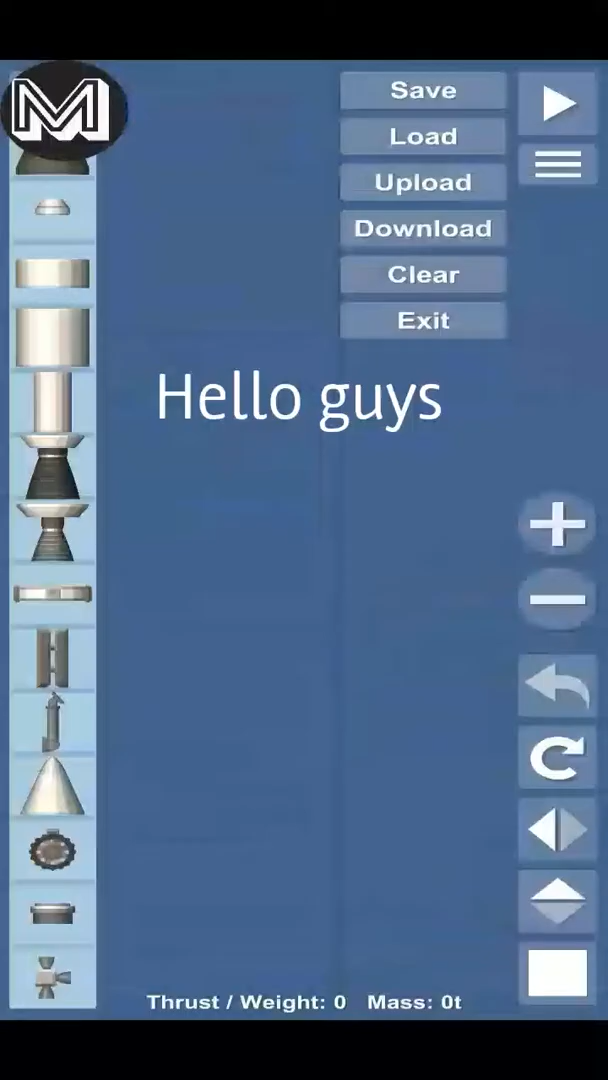 M
Save
Load
Upload
Download
Clear
Exit
Hello guys
Thrust / Weight: 0 Mass: 0t